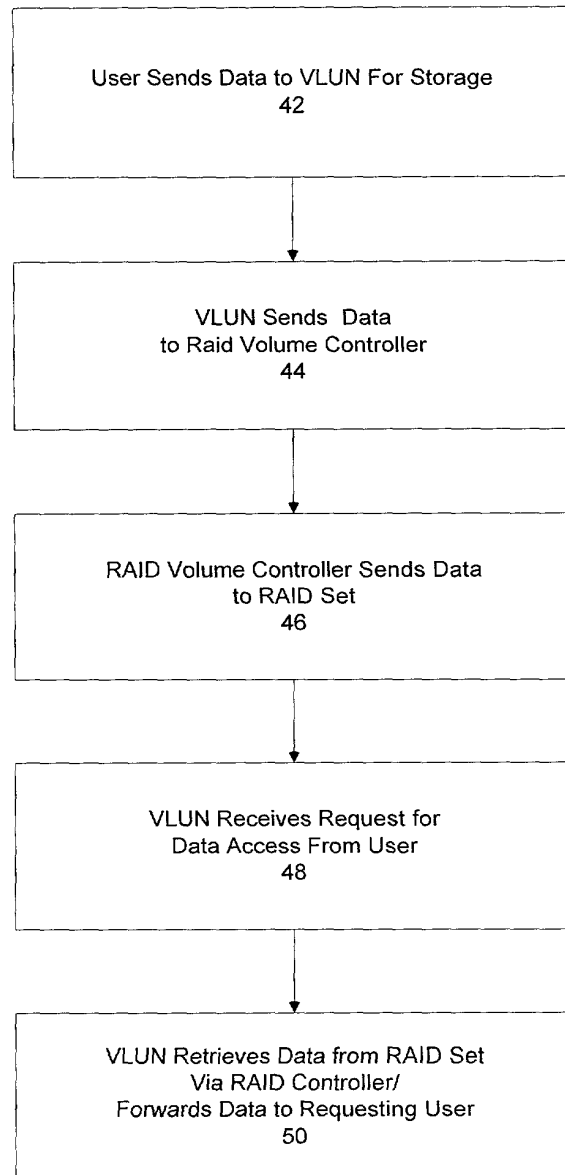 User Sends Data to VLUN For Storage
42
VLUN Sends Data
to Raid Volume Controller
44
RAID Volume Controller Sends Data
to RAID Set
46
VLUN Receives Request for
Data Access From User
48
VLUN Retrieves Data from RAID Set
Via RAID Controller/
Forwards Data to Requesting User
50